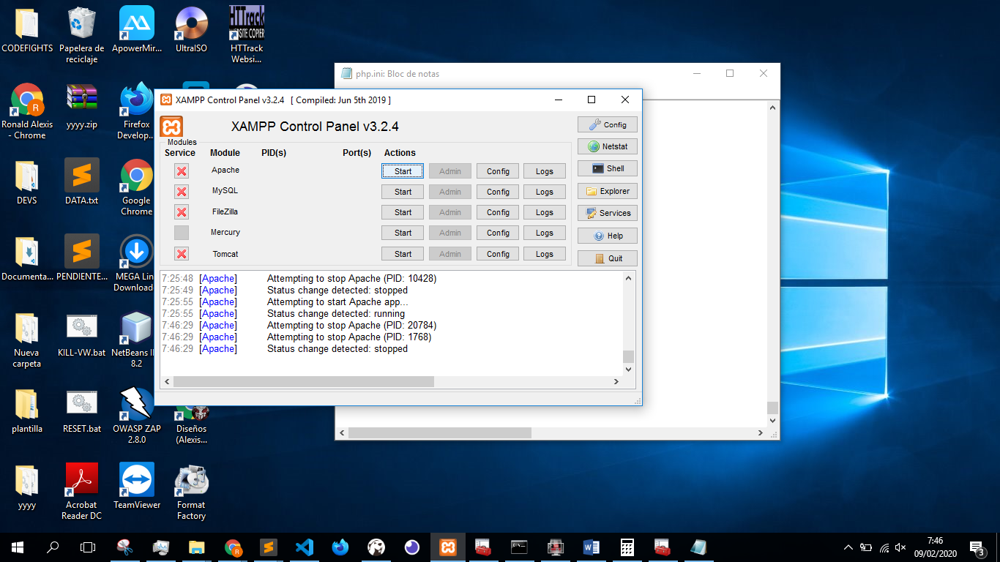 CODEFIGHTS
Papelera de
reciclaje
ApowerMir...
UltraISO
HTTrack
WEBSITE COPIER
HTTrack
Websi...
Ronald Alexis
- Chrome
yyyy.zip
Firefox
Develop...
DEVS
DATA.txt
Google
Chrome
Documenta...
PENDIENTE...
MEGA Lin
Download
Nueva
carpeta
KILL-VW.bat
NetBeans I
8.2
plantilla
RESET.bat
OWASP ZAP
2.8.0
Diseños
(Alexis...
yyyy
Acrobat
Reader DC
TeamViewer
Format
Factory
php.ini: Bloc de notas
XAMPP Control Panel v3.2.4 [ Compiled: Jun 5th 2019 ]
XAMPP Control Panel v3.2.4
Modules
Service Module PID(s) Port(s) Actions
Apache Start Admin Config Logs
MySQL Start Admin Config Logs
FileZilla Start Admin Config Logs
Mercury Start Admin Config Logs
Tomcat Start Admin Config Logs
Config
Netstat
Shell
Explorer
Services
Help
Quit
7:25:48 [Apache] Attempting to stop Apache (PID: 10428)
7:25:49 [Apache] Status change detected: stopped
7:25:55 [Apache] Attempting to start Apache app...
7:25:55 [Apache] Status change detected: running
7:46:29 [Apache] Attempting to stop Apache (PID: 20784)
7:46:29 [Apache] Attempting to stop Apache (PID: 1768)
7:46:29 [Apache] Status change detected: stopped
7:46
09/02/2020
3